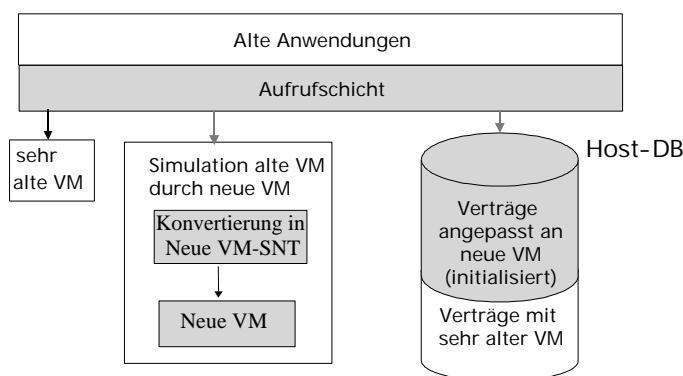 Alte Anwendungen
Aufrufschicht
sehr
alte VM
Simulation alte VM
durch neue VM
Konvertierung in
Neue VM-SNT
Neue VM
Host-DB
Verträge
angepasst an
neue VM
(initialisiert)
Verträge mit
sehr alter VM